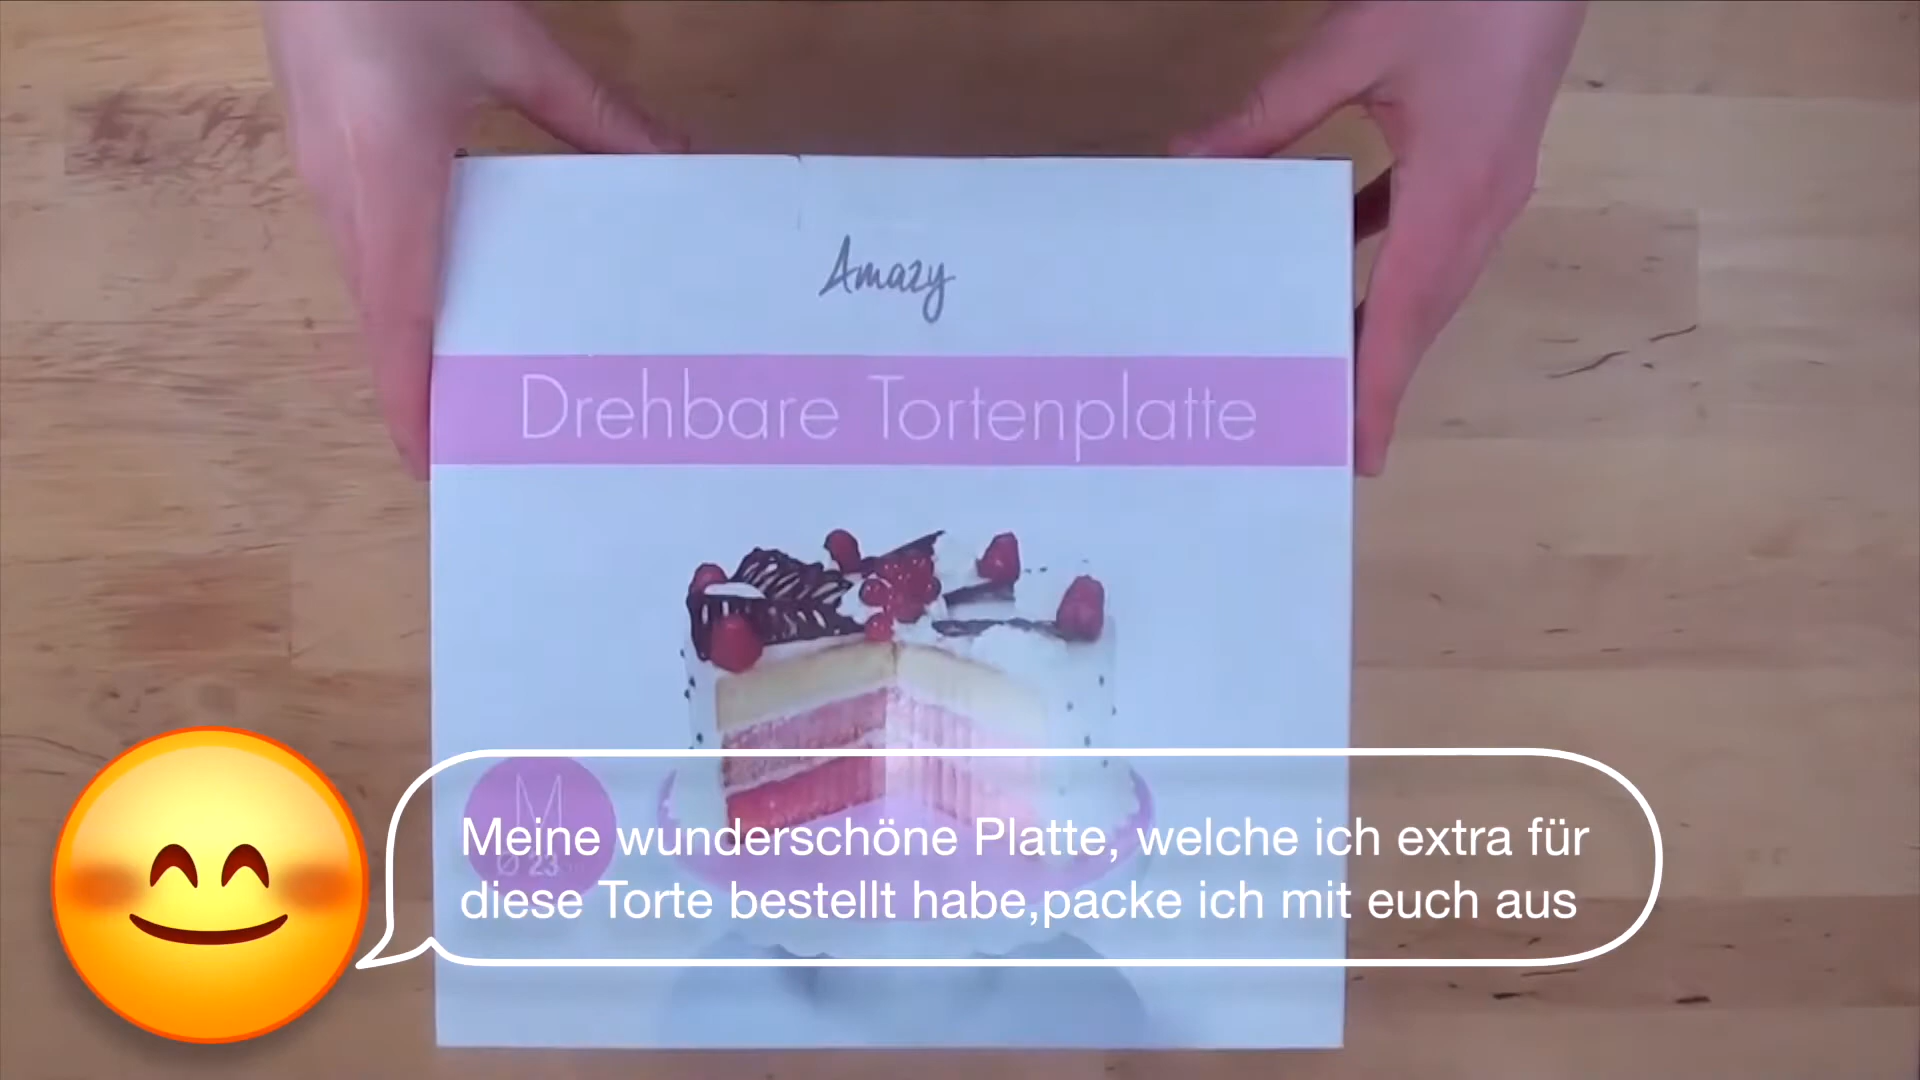 Amazy
Drehbare Tortenplatte
M
Ø 23
Meine wunderschöne Platte, welche ich extra für
diese Torte bestellt habe,packe ich mit euch aus